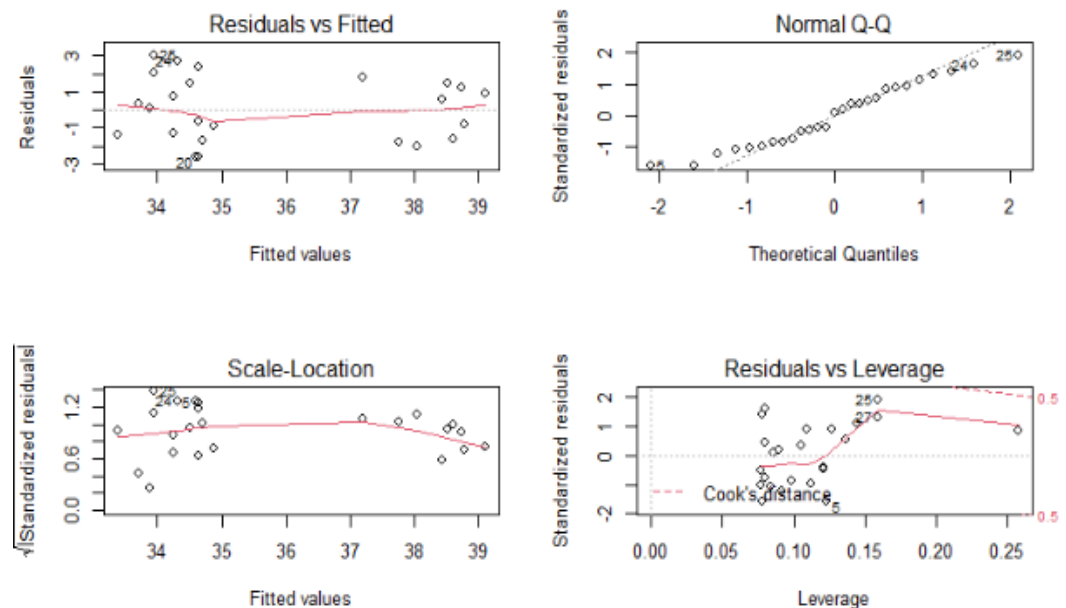 Residuals vs Fitted
Residuals
3
1
-1
-3
25
24
20
34 35 36 37 38 39
Fitted values
Normal Q-Q
Standardized residuals
2
1
0
-1
25
24
5
-2 -1 0 1 2
Theoretical Quantiles
Scale-Location
√|Standardized residuals|
1.2
0.6
0.0
25
24
5
34 35 36 37 38 39
Fitted values
Residuals vs Leverage
Standardized residuals
2
1
0
-1
-2
25
27
5
Cook's distance
0.5
0.5
0.00 0.05 0.10 0.15 0.20 0.25
Leverage